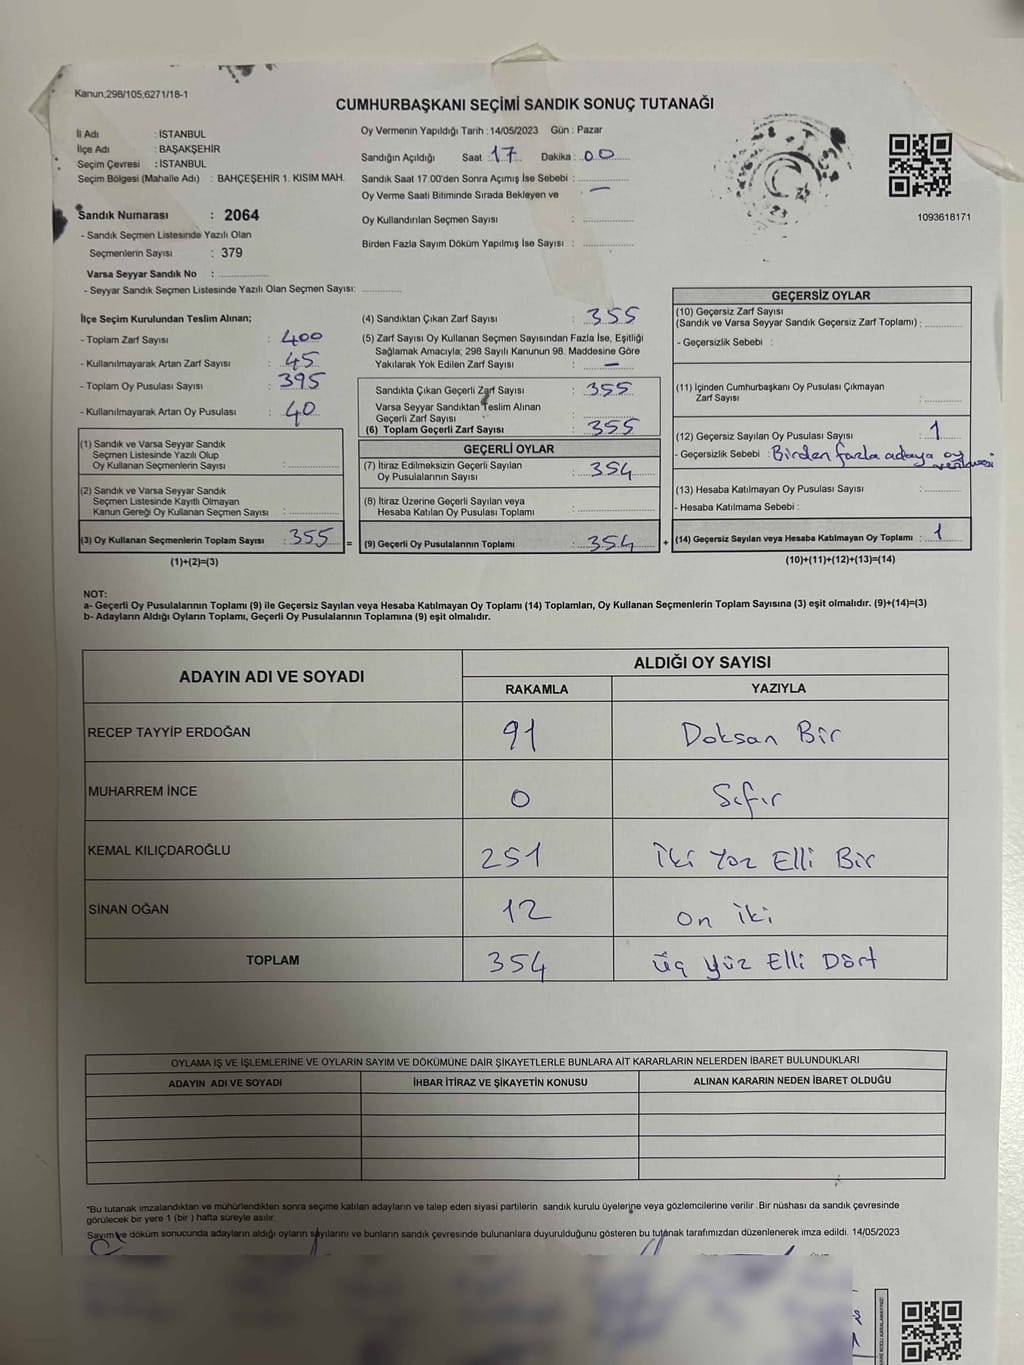 Kanun;298/105;6271/18-1
CUMHURBAŞKANI SEÇİMİ SANDIK SONUÇ TUTANAĞI
İl Adı : İSTANBUL
İlçe Adı : BAŞAKŞEHİR
Seçim Çevresi : İSTANBUL
Seçim Bölgesi (Mahalle Adı) : BAHÇEŞEHİR 1. KISIM MAH.
Sandık Numarası : 2064
- Sandık Seçmen Listesinde Yazılı Olan
Seçmenlerin Sayısı : 379
Varsa Seyyar Sandık No :
- Seyyar Sandık Seçmen Listesinde Yazılı Olan Seçmen Sayısı:
Oy Vermenin Yapıldığı Tarih : 14/05/2023 Gün : Pazar
Sandığın Açıldığı Saat : 17 Dakika : 00
Sandık Saat 17:00'den Sonra Açımış İse Sebebi : —
Oy Verme Saati Bitiminde Sırada Bekleyen ve
Oy Kullandırılan Seçmen Sayısı :
Birden Fazla Sayım Döküm Yapılmış İse Sayısı :
23
1093618171
İlçe Seçim Kurulundan Teslim Alınan;
- Toplam Zarf Sayısı : 400
- Kullanılmayarak Artan Zarf Sayısı : 45
- Toplam Oy Pusulası Sayısı : 395
- Kullanılmayarak Artan Oy Pusulası : 40
(1) Sandık ve Varsa Seyyar Sandık
Seçmen Listesinde Yazılı Olup
Oy Kullanan Seçmenlerin Sayısı :
(2) Sandık ve Varsa Seyyar Sandık
Seçmen Listesinde Kayıtlı Olmayan
Kanun Gereği Oy Kullanan Seçmen Sayısı :
(3) Oy Kullanan Seçmenlerin Toplam Sayısı : 355 =
(1)+(2)=(3)
(4) Sandıktan Çıkan Zarf Sayısı : 355
(5) Zarf Sayısı Oy Kullanan Seçmen Sayısından Fazla İse, Eşitliği
Sağlamak Amacıyla; 298 Sayılı Kanunun 98. Maddesine Göre
Yakılarak Yok Edilen Zarf Sayısı : —
Sandıkta Çıkan Geçerli Zarf Sayısı : 355
Varsa Seyyar Sandıktan Teslim Alınan
Geçerli Zarf Sayısı :
(6) Toplam Geçerli Zarf Sayısı : 355
GEÇERLİ OYLAR
(7) İtiraz Edilmeksizin Geçerli Sayılan
Oy Pusulalarının Sayısı : 354
(8) İtiraz Üzerine Geçerli Sayılan veya
Hesaba Katılan Oy Pusulası Toplamı :
(9) Geçerli Oy Pusulalarının Toplamı : 354 +
GEÇERSİZ OYLAR
(10) Geçersiz Zarf Sayısı
(Sandık ve Varsa Seyyar Sandık Geçersiz Zarf Toplamı) :
- Geçersizlik Sebebi :
(11) İçinden Cumhurbaşkanı Oy Pusulası Çıkmayan
Zarf Sayısı :
(12) Geçersiz Sayılan Oy Pusulası Sayısı : 1
- Geçersizlik Sebebi : Birden fazla adaya oy
verilmesi
(13) Hesaba Katılmayan Oy Pusulası Sayısı :
- Hesaba Katılmama Sebebi :
(14) Geçersiz Sayılan veya Hesaba Katılmayan Oy Toplamı : 1
(10)+(11)+(12)+(13)=(14)
NOT:
a- Geçerli Oy Pusulalarının Toplamı (9) ile Geçersiz Sayılan veya Hesaba Katılmayan Oy Toplamı (14) Toplamları, Oy Kullanan Seçmenlerin Toplam Sayısına (3) eşit olmalıdır. (9)+(14)=(3)
b- Adayların Aldığı Oyların Toplamı, Geçerli Oy Pusulalarının Toplamına (9) eşit olmalıdır.
ADAYIN ADI VE SOYADI ALDIĞI OY SAYISI
RAKAMLA YAZIYLA
RECEP TAYYİP ERDOĞAN 91 Doksan Bir
MUHARREM İNCE 0 Sıfır
KEMAL KILIÇDAROĞLU 251 İki Yüz Elli Bir
SİNAN OĞAN 12 On İki
TOPLAM 354 Üç Yüz Elli Dört
OYLAMA İŞ VE İŞLEMLERİNE VE OYLARIN SAYIM VE DÖKÜMÜNE DAİR ŞİKAYETLERLE BUNLARA AİT KARARLARIN NELERDEN İBARET BULUNDUKLARI
ADAYIN ADI VE SOYADI İHBAR İTİRAZ VE ŞİKAYETİN KONUSU ALINAN KARARIN NEDEN İBARET OLDUĞU
*Bu tutanak imzalandıktan ve mühürlendikten sonra seçime katılan adayların ve talep eden siyasi partilerin sandık kurulu üyelerine veya gözlemcilerine verilir .Bir nüshası da sandık çevresinde
görülecek bir yere 1 (bir ) hafta süreyle asılır.
Sayım ve döküm sonucunda adayların aldığı oyların sayılarını ve bunların sandık çevresinde bulunanlara duyurulduğunu gösteren bu tutanak tarafımızdan düzenlenerek imza edildi. 14/05/2023